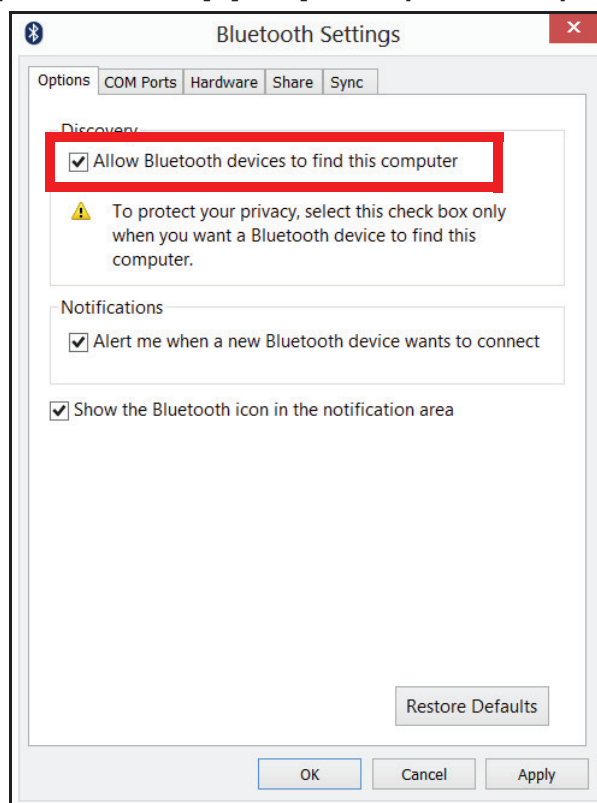 Bluetooth Settings
Options COM Ports Hardware Share Sync
Discovery
Allow Bluetooth devices to find this computer
To protect your privacy, select this check box only
when you want a Bluetooth device to find this
computer.
Notifications
Alert me when a new Bluetooth device wants to connect
Show the Bluetooth icon in the notification area
Restore Defaults
OK Cancel Apply